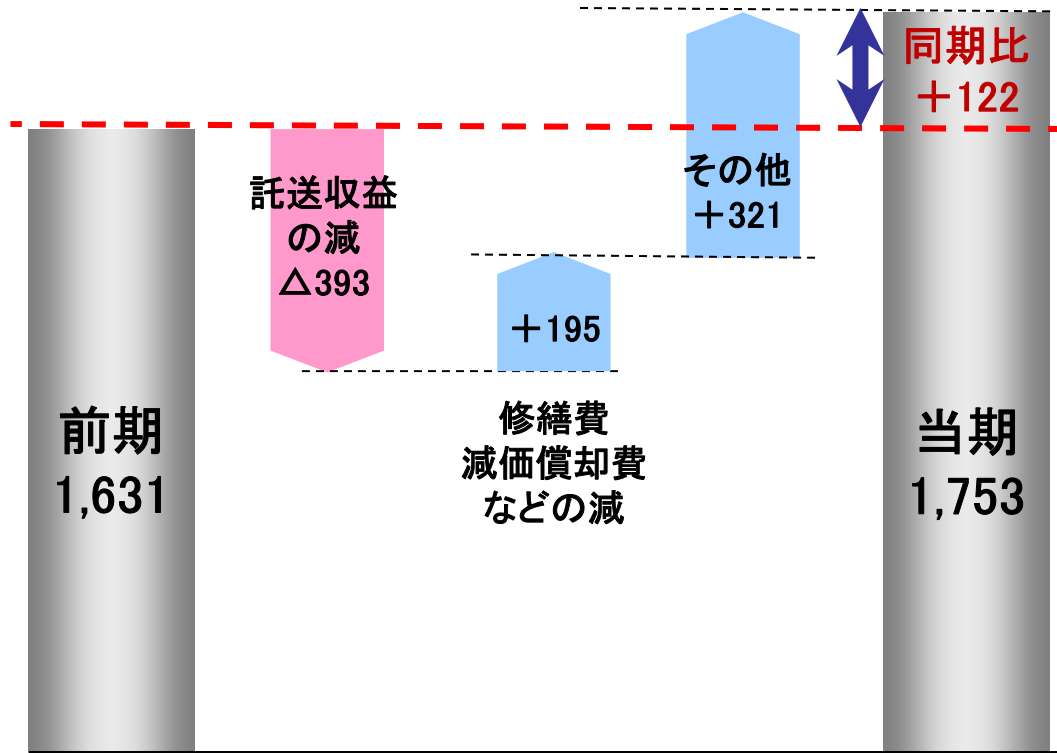 同期比
＋122
託送収益
の減
△393
その他
＋321
＋195
前期
1,631
修繕費
減価償却費
などの減
当期
1,753